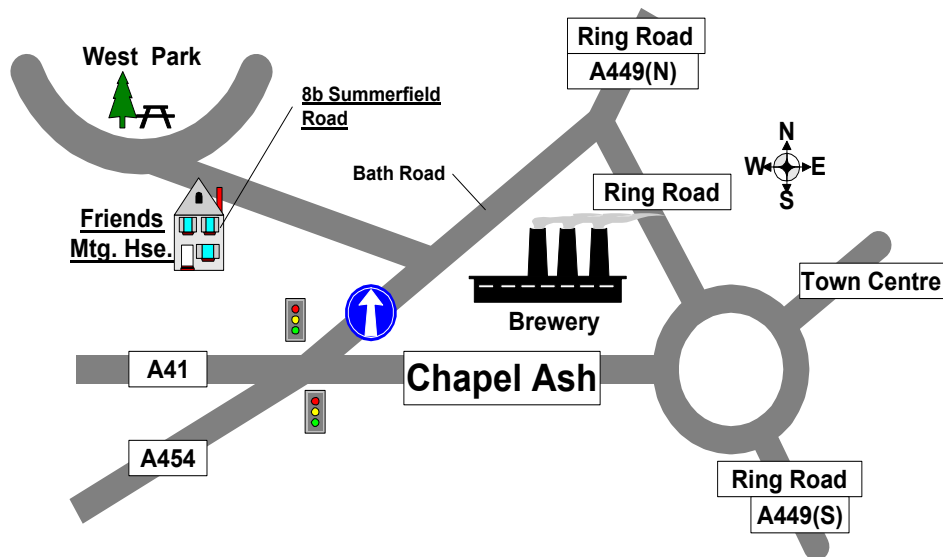 Ring Road
A449(N)
West Park
8b Summerfield
Road
N
W E
S
Bath Road
Ring Road
Friends
Mtg. Hse.
Town Centre
Brewery
A41
Chapel Ash
A454
Ring Road
A449(S)